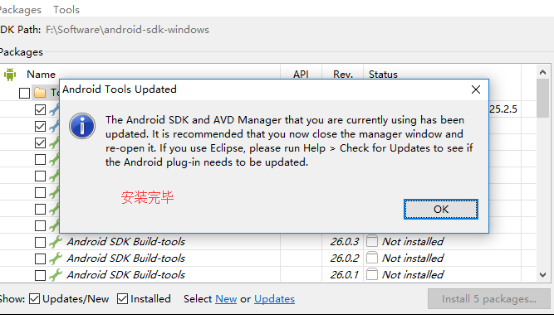 Packages Tools
DK Path: F:\Software\android-sdk-windows
Packages
Name API Rev. Status
Android Tools Updated
25.2.5
The Android SDK and AVD Manager that you are currently using has been
updated. It is recommended that you now close the manager window and
re-open it. If you use Eclipse, please run Help > Check for Updates to see if
the Android plug-in needs to be updated.
安装完毕
OK
Android SDK Build-tools 26.0.3 Not installed
Android SDK Build-tools 26.0.2 Not installed
Android SDK Build-tools 26.0.1 Not installed
Show: Updates/New Installed Select New or Updates Install 5 packages...